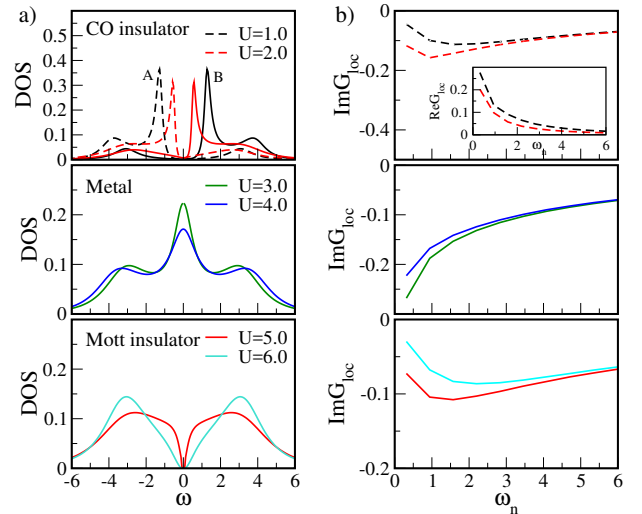 a)
CO insulator
U=1.0
U=2.0
A
B
DOS
0.5
0.4
0.3
0.2
0.1
0
Metal
U=3.0
U=4.0
DOS
0.2
0.1
0
Mott insulator
U=5.0
U=6.0
DOS
0.2
0.1
0
-6 -4 -2 0 2 4 6
ω
b)
0
-0.2
-0.4
ImG_loc
ReG_loc
0.2
0.1
0
0 2 4 6
ω_n
0
-0.1
-0.2
ImG_loc
0
-0.1
-0.2
ImG_loc
0 1 2 3 4 5 6
ω_n